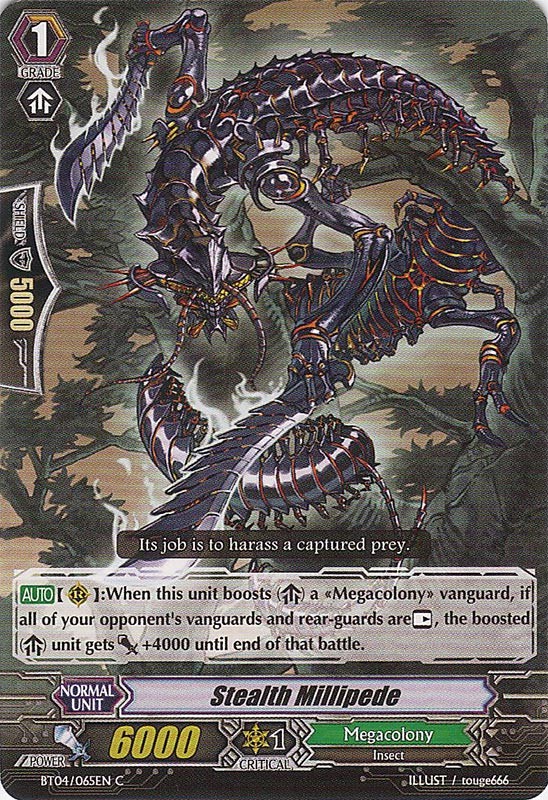 1
GRADE
SHIELD
5000
Its job is to harass a captured prey.
AUTO【 R 】:When this unit boosts ( ) a «Megacolony» vanguard, if
all of your opponent's vanguards and rear-guards are , the boosted
( ) unit gets +4000 until end of that battle.
NORMAL
UNIT
Stealth Millipede
POWER
6000
1
CRITICAL
Megacolony
Insect
BT04/065EN C
ILLUST / touge666